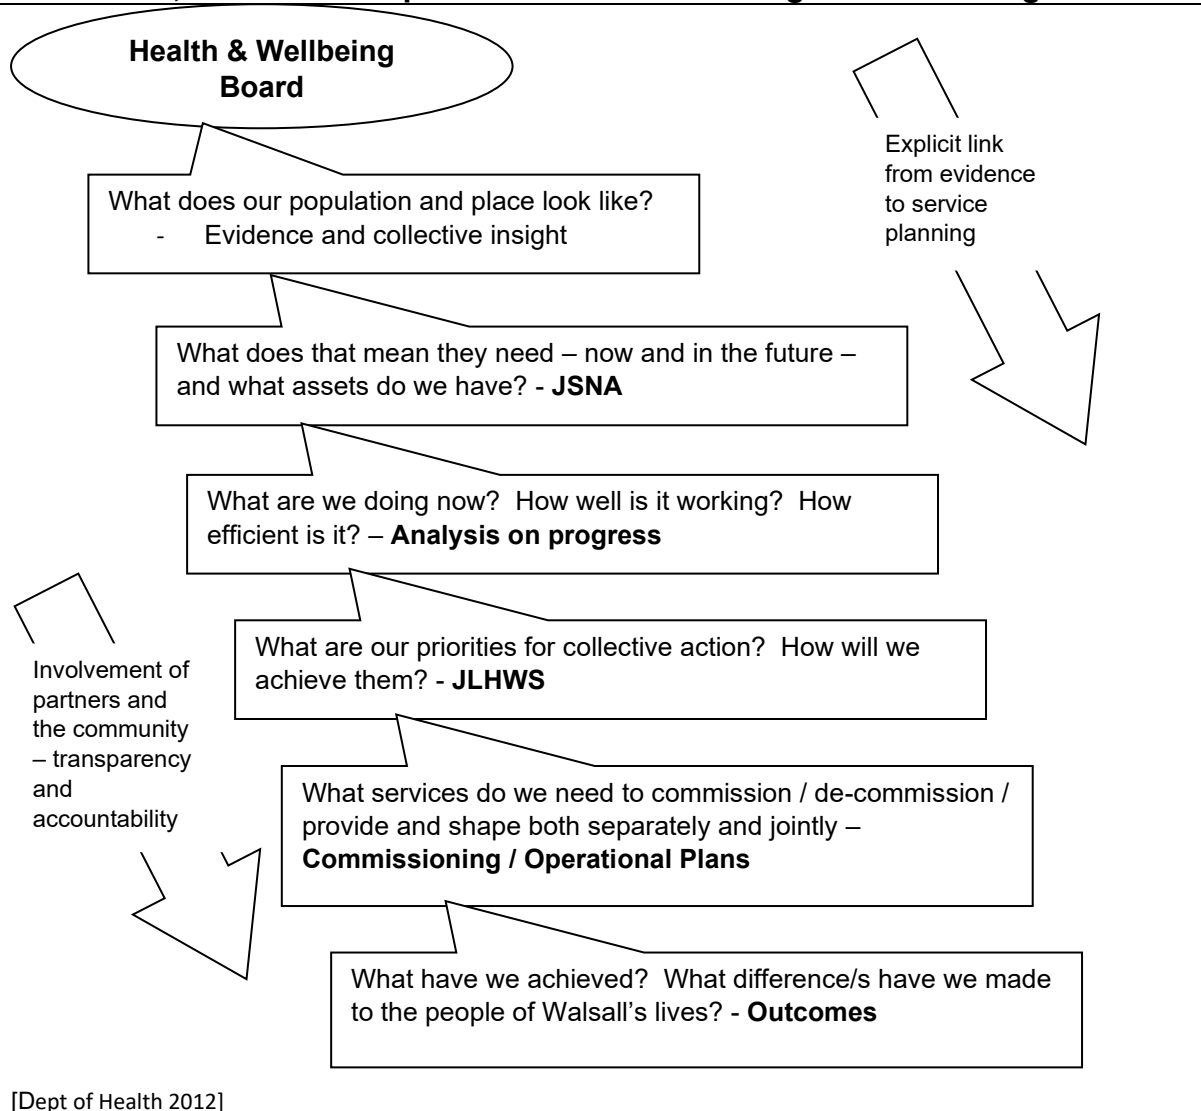 Health & Wellbeing
Board
Explicit link
from evidence
to service
planning
What does our population and place look like?
- Evidence and collective insight
What does that mean they need – now and in the future –
and what assets do we have? - JSNA
What are we doing now? How well is it working? How
efficient is it? – Analysis on progress
What are our priorities for collective action? How will we
achieve them? - JLHWS
Involvement of
partners and
the community
– transparency
and
accountability
What services do we need to commission / de-commission /
provide and shape both separately and jointly –
Commissioning / Operational Plans
What have we achieved? What difference/s have we made
to the people of Walsall's lives? - Outcomes
[Dept of Health 2012]